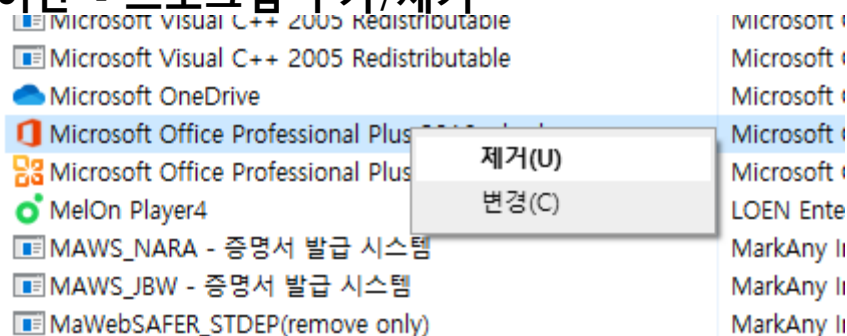 Microsoft Visual C++ 2005 Redistributable Microsoft
Microsoft Visual C++ 2005 Redistributable Microsoft
Microsoft OneDrive Microsoft
Microsoft Office Professional Plus Microsoft
제거(U)
Microsoft Office Professional Plus Microsoft
변경(C)
MelOn Player4 LOEN Ente
MAWS_NARA - 증명서 발급 시스템 MarkAny I
MAWS_JBW - 증명서 발급 시스템 MarkAny I
MaWebSAFER_STDEP(remove only) MarkAny I